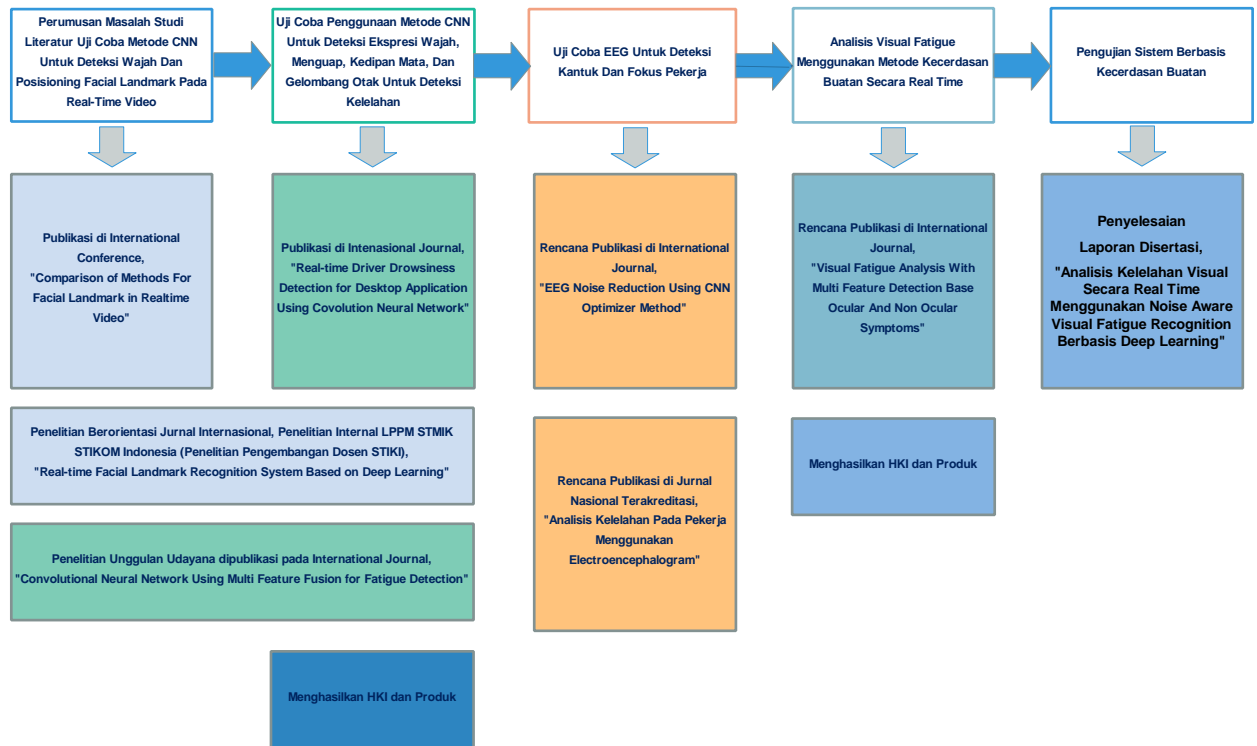 Perumusan Masalah Studi
Literatur Uji Coba Metode CNN
Untuk Deteksi Wajah Dan
Posisioning Facial Landmark Pada
Real-Time Video
Uji Coba Penggunaan Metode CNN
Untuk Deteksi Ekspresi Wajah,
Menguap, Kedipan Mata, Dan
Gelombang Otak Untuk Deteksi
Kelelahan
Uji Coba EEG Untuk Deteksi
Kantuk Dan Fokus Pekerja
Analisis Visual Fatigue
Menggunakan Metode Kecerdasan
Buatan Secara Real Time
Pengujian Sistem Berbasis
Kecerdasan Buatan
Publikasi di International
Conference,
"Comparison of Methods For
Facial Landmark in Realtime
Video"
Publikasi di Intenasional Journal,
"Real-time Driver Drowsiness
Detection for Desktop Application
Using Covolution Neural Network"
Rencana Publikasi di International
Journal,
"EEG Noise Reduction Using CNN
Optimizer Method"
Rencana Publikasi di International
Journal,
"Visual Fatigue Analysis With
Multi Feature Detection Base
Ocular And Non Ocular
Symptoms"
Penyelesaian
Laporan Disertasi,
"Analisis Kelelahan Visual
Secara Real Time
Menggunakan Noise Aware
Visual Fatigue Recognition
Berbasis Deep Learning"
Penelitian Berorientasi Jurnal Internasional, Penelitian Internal LPPM STMIK
STIKOM Indonesia (Penelitian Pengembangan Dosen STIKI),
"Real-time Facial Landmark Recognition System Based on Deep Learning"
Rencana Publikasi di Jurnal
Nasional Terakreditasi,
"Analisis Kelelahan Pada Pekerja
Menggunakan
Electroencephalogram"
Menghasilkan HKI dan Produk
Penelitian Unggulan Udayana dipublikasi pada International Journal,
"Convolutional Neural Network Using Multi Feature Fusion for Fatigue Detection"
Menghasilkan HKI dan Produk